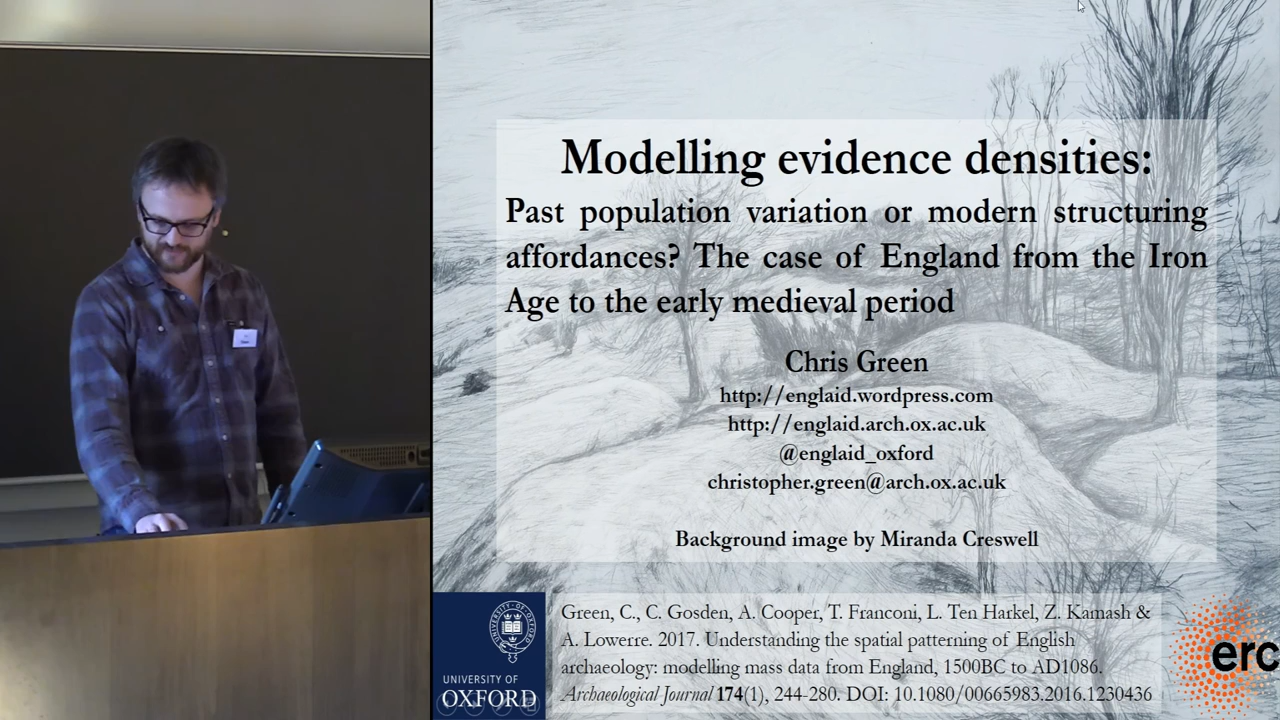 Modelling evidence densities:
Past population variation or modern structuring
affordances? The case of England from the Iron
Age to the early medieval period
Chris Green
http://englaid.wordpress.com
http://englaid.arch.ox.ac.uk
@englaid_oxford
christopher.green@arch.ox.ac.uk
Background image by Miranda Creswell
UNIVERSITY OF
OXFORD
Green, C., C. Gosden, A. Cooper, T. Franconi, L. Ten Harkel, Z. Kamash &
A. Lowerre. 2017. Understanding the spatial patterning of English
archaeology: modelling mass data from England, 1500BC to AD1086.
Archaeological Journal 174(1), 244-280. DOI: 10.1080/00665983.2016.1230436
erc